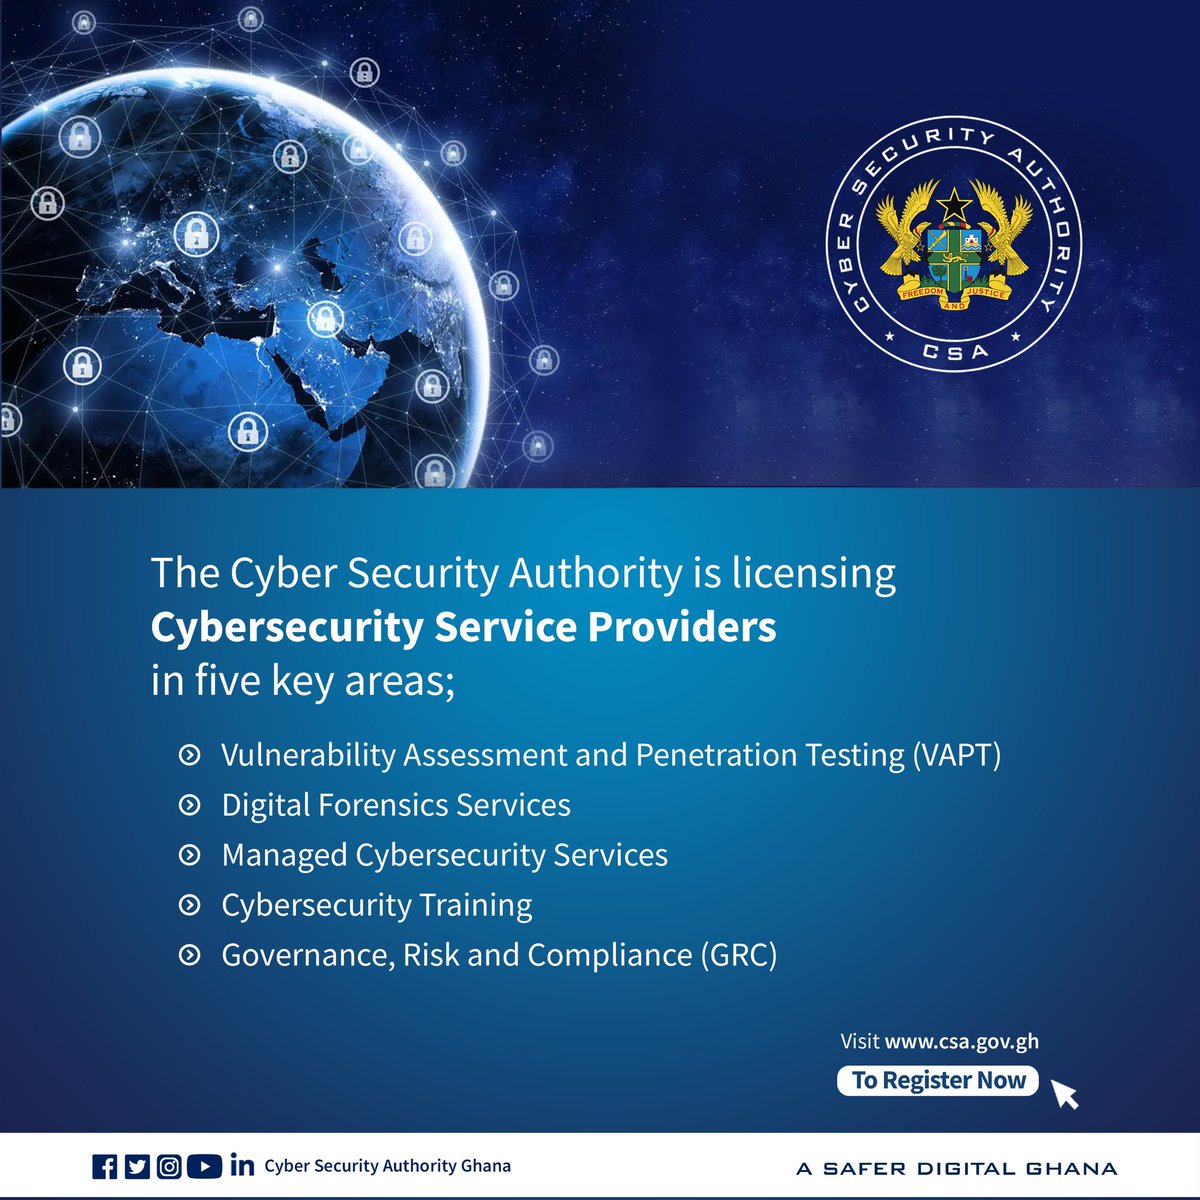 CYBER SECURITY AUTHORITY
CSA
FREEDOM AND JUSTICE
The Cyber Security Authority is licensing
Cybersecurity Service Providers
in five key areas;
Vulnerability Assessment and Penetration Testing (VAPT)
Digital Forensics Services
Managed Cybersecurity Services
Cybersecurity Training
Governance, Risk and Compliance (GRC)
Visit www.csa.gov.gh
To Register Now
Cyber Security Authority Ghana
A SAFER DIGITAL GHANA